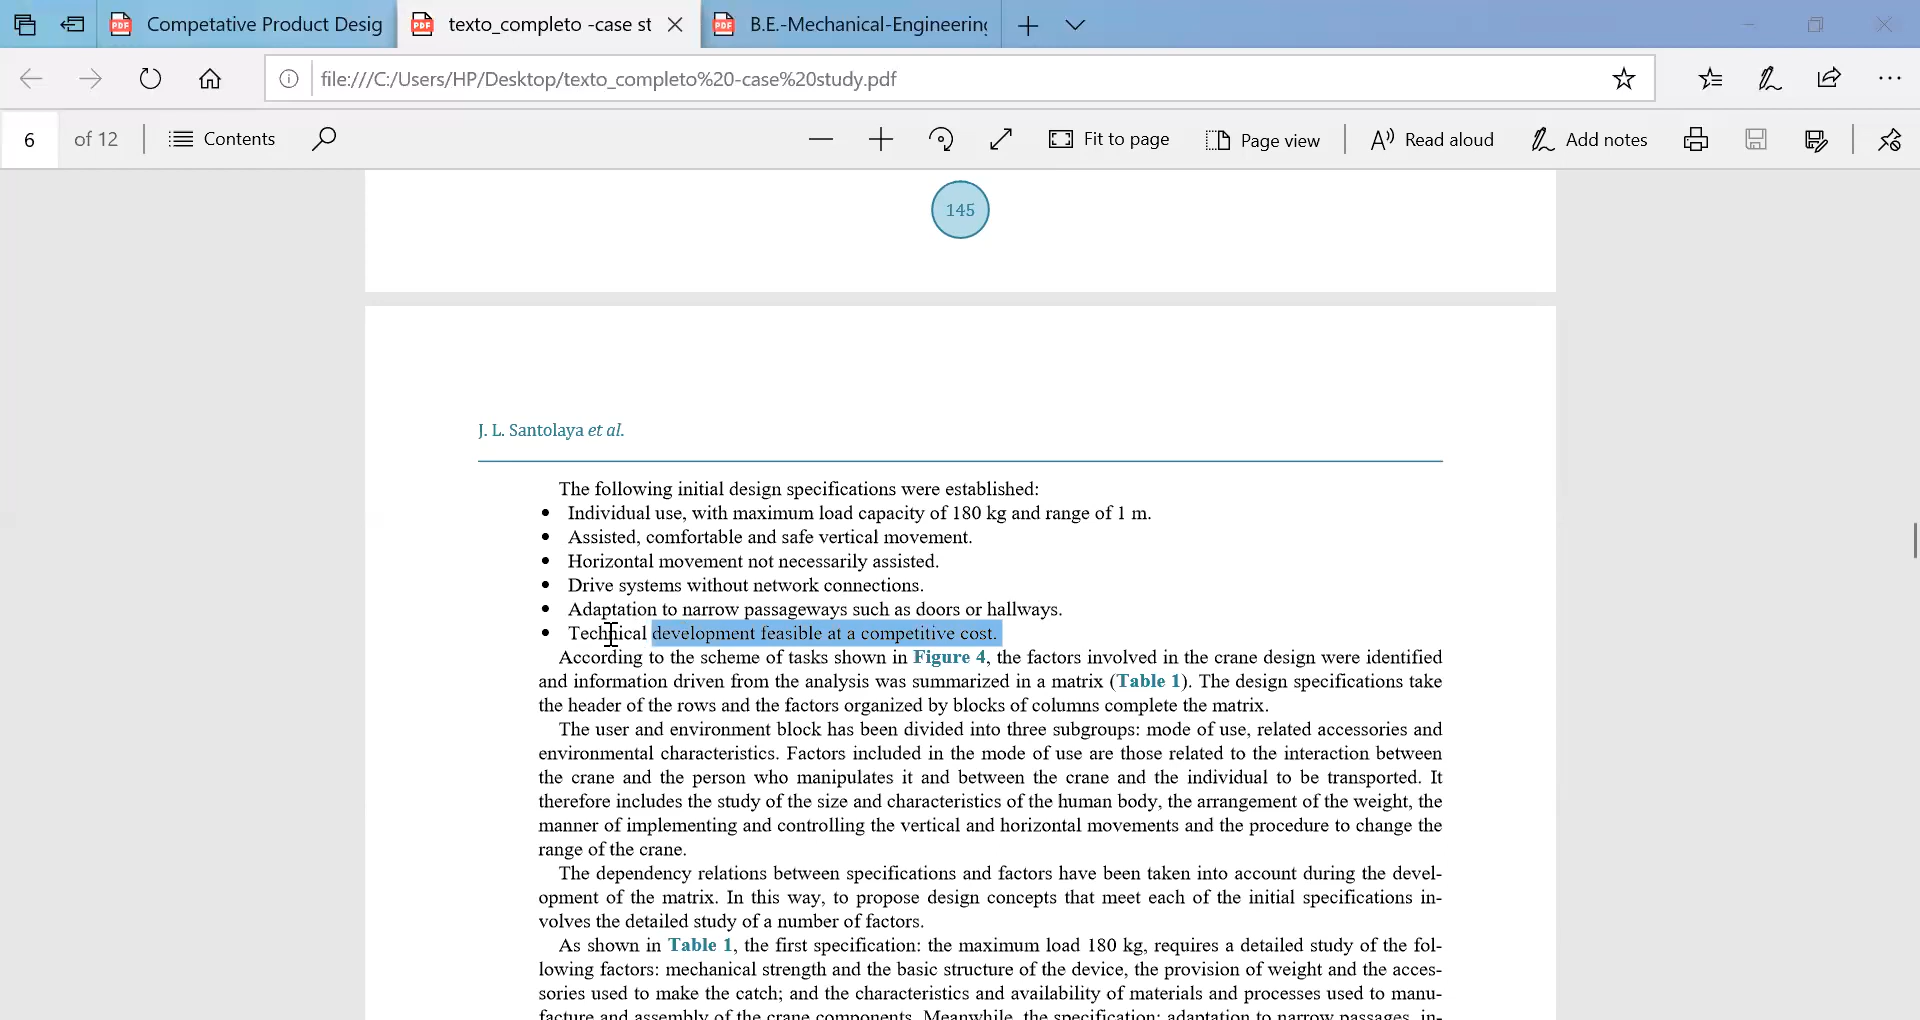 Competative Product Desig
texto_completo -case st
B.E.-Mechanical-Engineering
file:///C:/Users/HP/Desktop/texto_completo%20-case%20study.pdf
6 of 12 Contents Fit to page Page view Read aloud Add notes
145
J. L. Santolaya et al.
The following initial design specifications were established:
• Individual use, with maximum load capacity of 180 kg and range of 1 m.
• Assisted, comfortable and safe vertical movement.
• Horizontal movement not necessarily assisted.
• Drive systems without network connections.
• Adaptation to narrow passageways such as doors or hallways.
• Technical development feasible at a competitive cost.
According to the scheme of tasks shown in Figure 4, the factors involved in the crane design were identified
and information driven from the analysis was summarized in a matrix (Table 1). The design specifications take
the header of the rows and the factors organized by blocks of columns complete the matrix.
The user and environment block has been divided into three subgroups: mode of use, related accessories and
environmental characteristics. Factors included in the mode of use are those related to the interaction between
the crane and the person who manipulates it and between the crane and the individual to be transported. It
therefore includes the study of the size and characteristics of the human body, the arrangement of the weight, the
manner of implementing and controlling the vertical and horizontal movements and the procedure to change the
range of the crane.
The dependency relations between specifications and factors have been taken into account during the devel-
opment of the matrix. In this way, to propose design concepts that meet each of the initial specifications in-
volves the detailed study of a number of factors.
As shown in Table 1, the first specification: the maximum load 180 kg, requires a detailed study of the fol-
lowing factors: mechanical strength and the basic structure of the device, the provision of weight and the acces-
sories used to make the catch; and the characteristics and availability of materials and processes used to manu-
facture and assembly of the crane components. Meanwhile, the specification: adaptation to narrow passages, in-